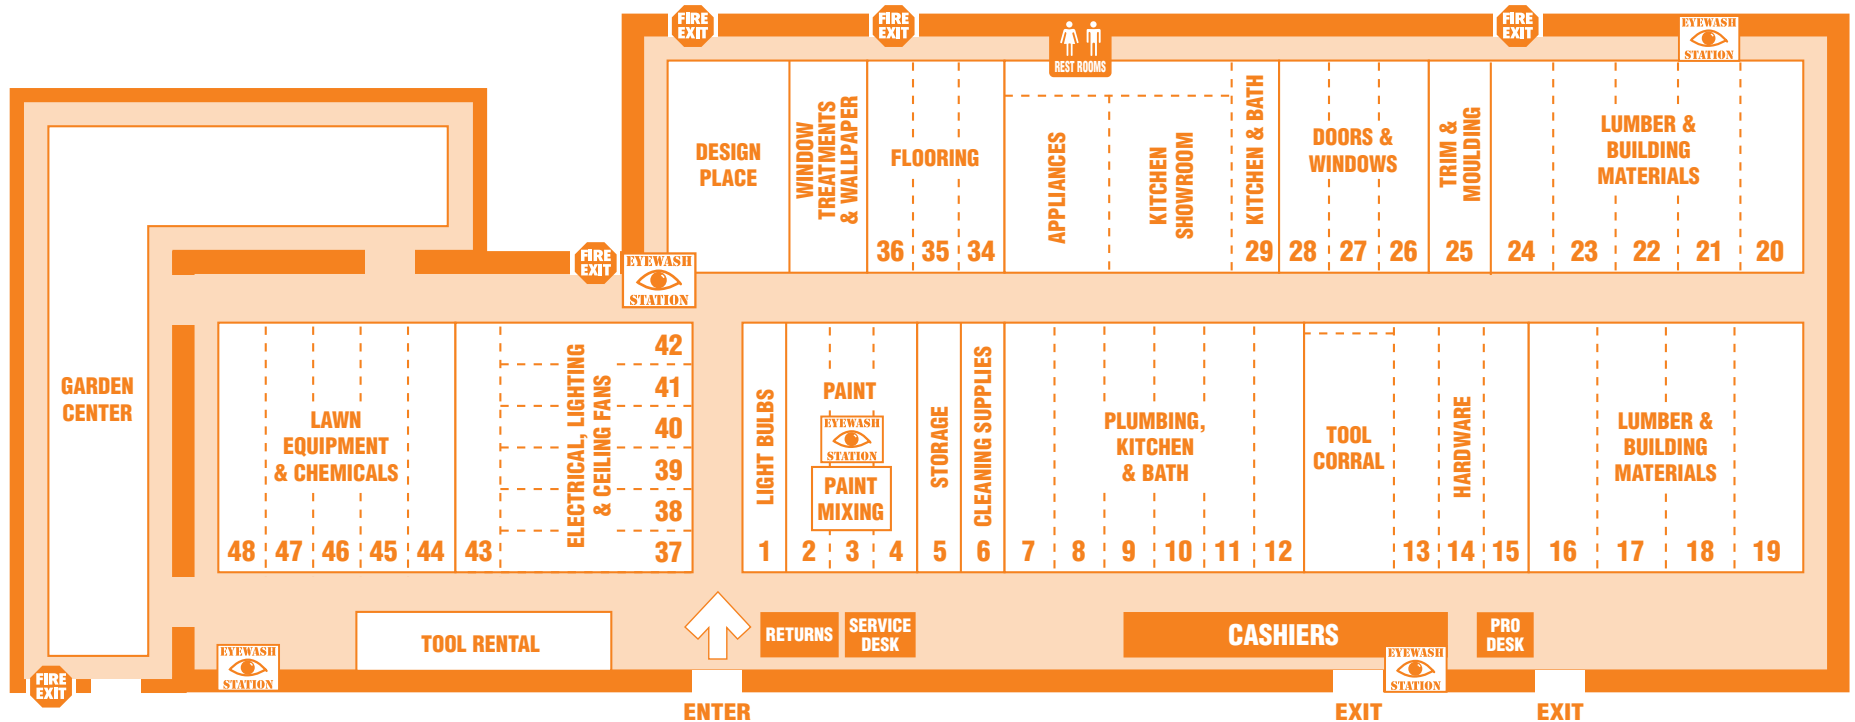 FIRE
EXIT
FIRE
EXIT
FIRE
EXIT
EYEWASH
STATION
REST ROOMS
DESIGN
PLACE
WINDOW
TREATMENTS
& WALLPAPER
FLOORING
36 35 34
APPLIANCES
KITCHEN
SHOWROOM
KITCHEN & BATH
29
DOORS &
WINDOWS
28 27 26
TRIM &
MOULDING
25
LUMBER &
BUILDING
MATERIALS
24 23 22 21 20
FIRE
EXIT
EYEWASH
STATION
GARDEN
CENTER
LAWN
EQUIPMENT
& CHEMICALS
48 47 46 45 44
43
ELECTRICAL, LIGHTING
& CEILING FANS
42
41
40
39
38
37
LIGHT BULBS
1
PAINT
EYEWASH
STATION
PAINT
MIXING
2 3 4
STORAGE
5
CLEANING SUPPLIES
6
PLUMBING,
KITCHEN
& BATH
7 8 9 10 11 12
TOOL
CORRAL
HARDWARE
13 14 15
LUMBER &
BUILDING
MATERIALS
16 17 18 19
EYEWASH
STATION
TOOL RENTAL
RETURNS
SERVICE
DESK
CASHIERS
PRO
DESK
EYEWASH
STATION
FIRE
EXIT
ENTER
EXIT
EXIT